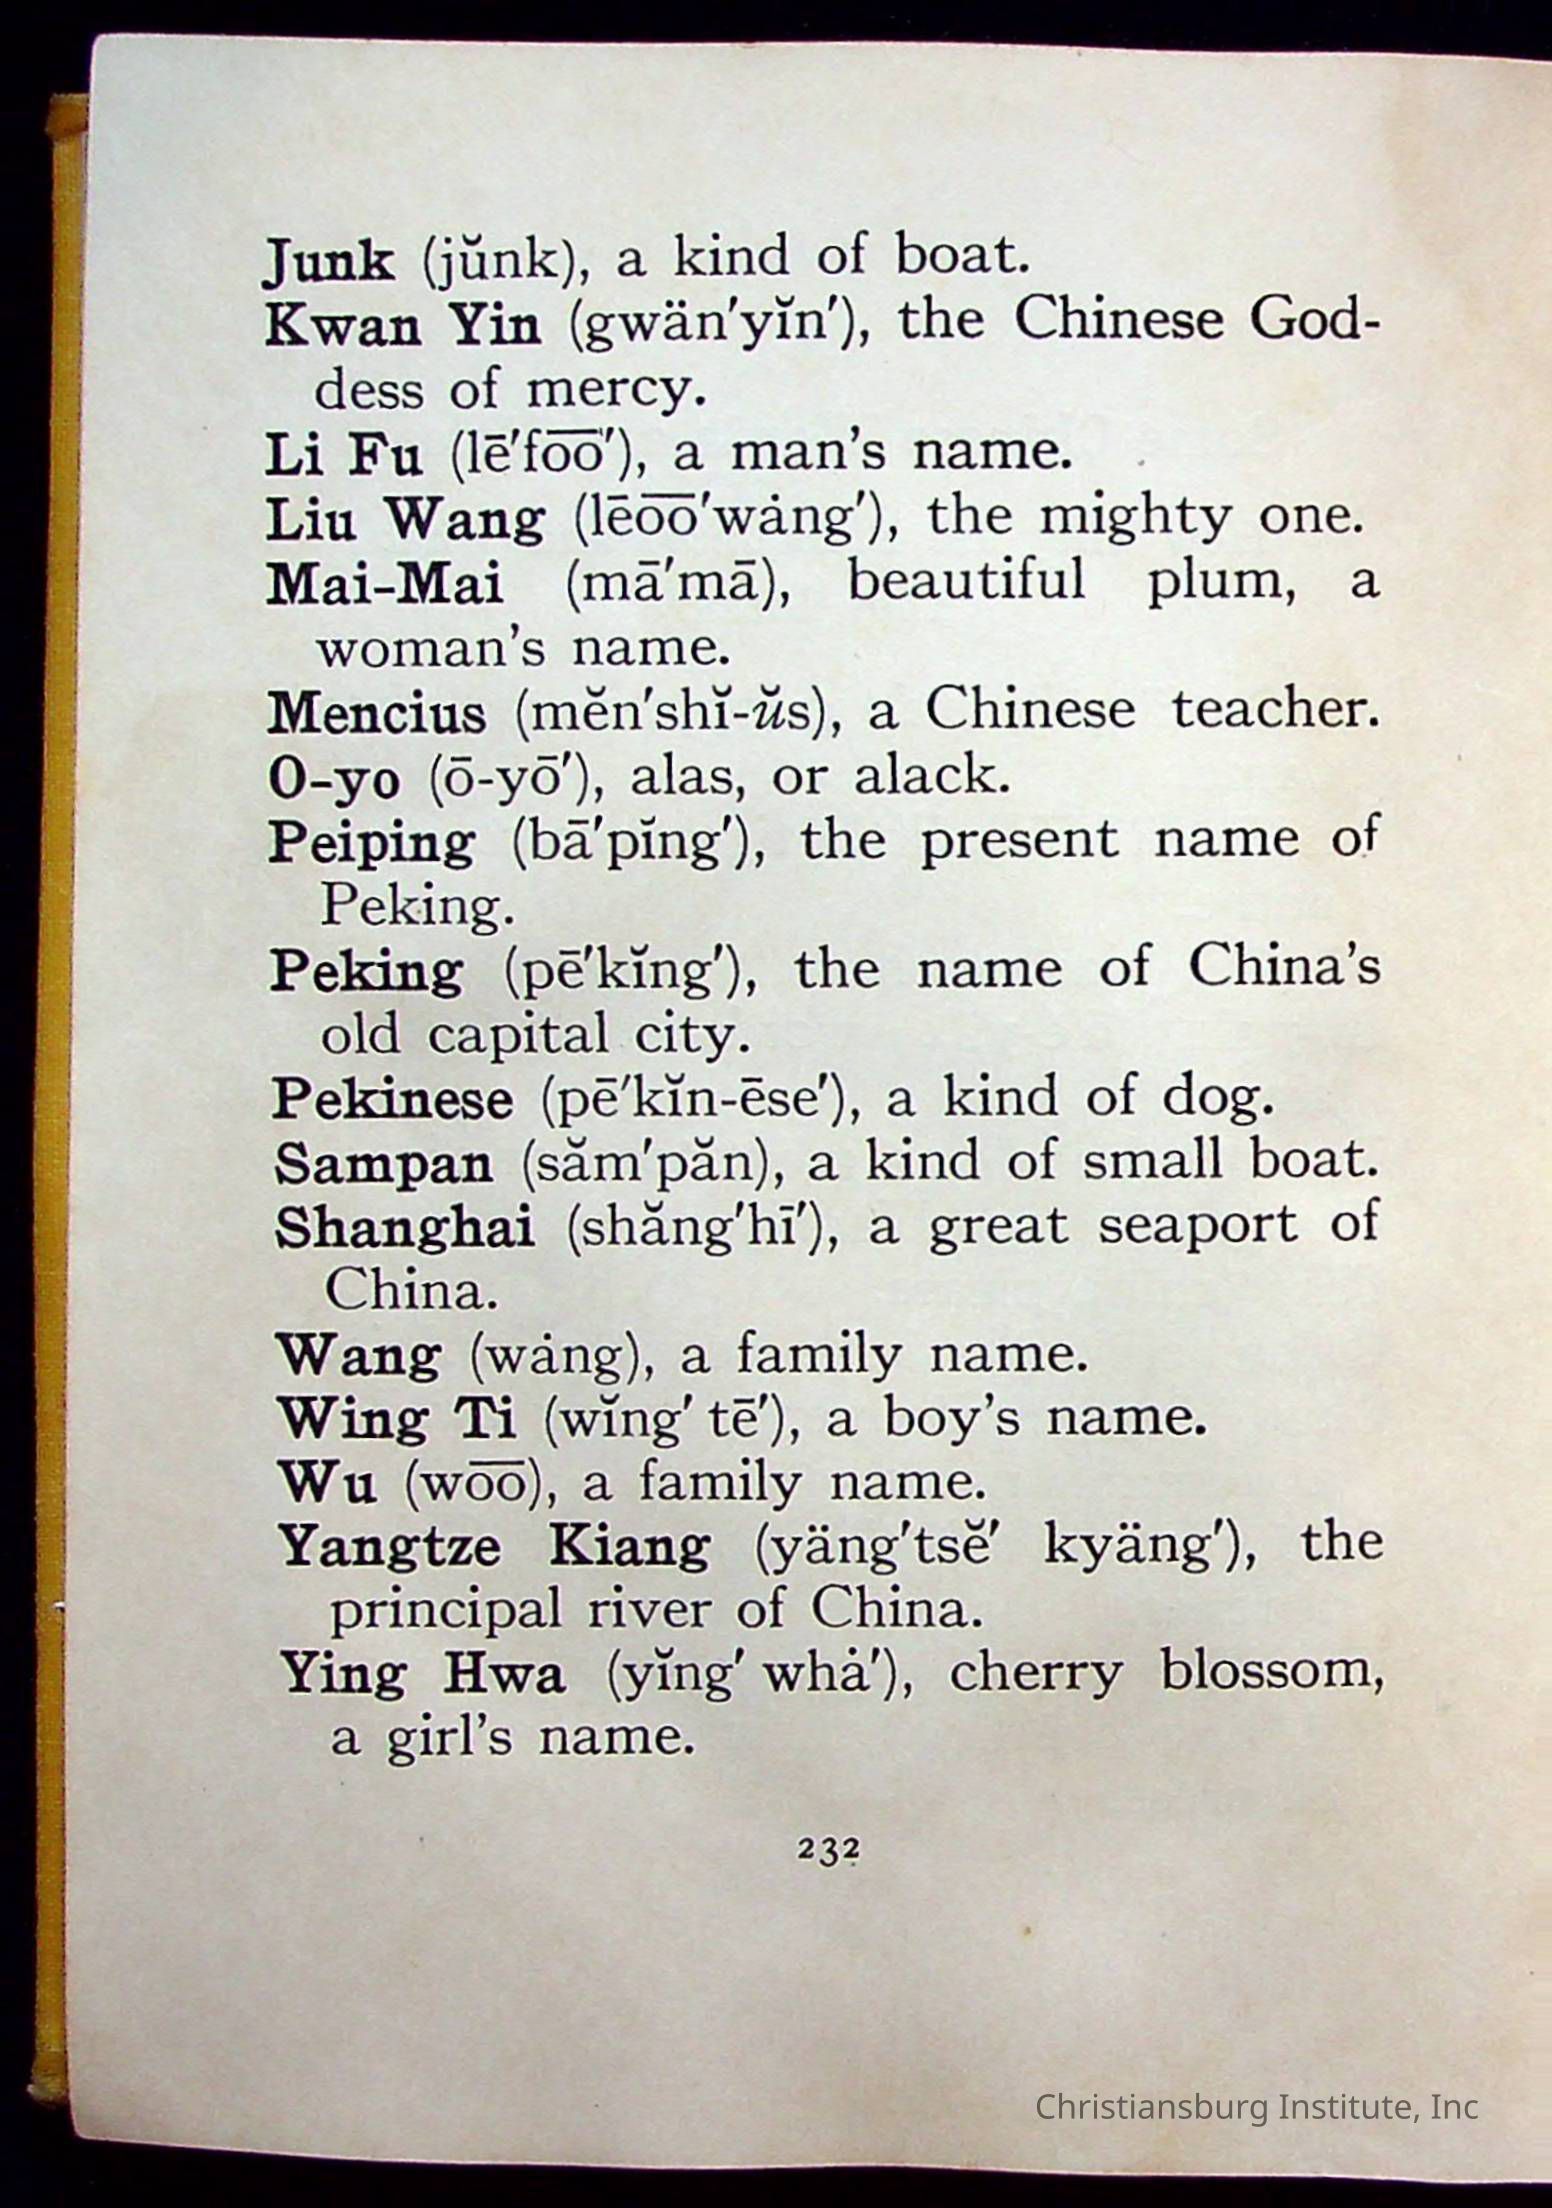 Junk (jŭnk), a kind of boat.
Kwan Yin (gwän′yĭn′), the Chinese God-
dess of mercy.
Li Fu (lē′fo͞o′), a man’s name.
Liu Wang (lēo͞o′wȧng′), the mighty one.
Mai-Mai (mā′mā), beautiful plum, a
woman’s name.
Mencius (mĕn′shĭ-ŭs), a Chinese teacher.
O-yo (ō-yō′), alas, or alack.
Peiping (bā′pĭng′), the present name of
Peking.
Peking (pē′kĭng′), the name of China’s
old capital city.
Pekinese (pē′kĭn-ēse′), a kind of dog.
Sampan (săm′păn), a kind of small boat.
Shanghai (shăng′hī′), a great seaport of
China.
Wang (wȧng), a family name.
Wing Ti (wĭng′ tē′), a boy’s name.
Wu (wo͞o), a family name.
Yangtze Kiang (yäng′tsĕ′ kyäng′), the
principal river of China.
Ying Hwa (yĭng′ whȧ′), cherry blossom,
a girl’s name.
232
Christiansburg Institute, Inc